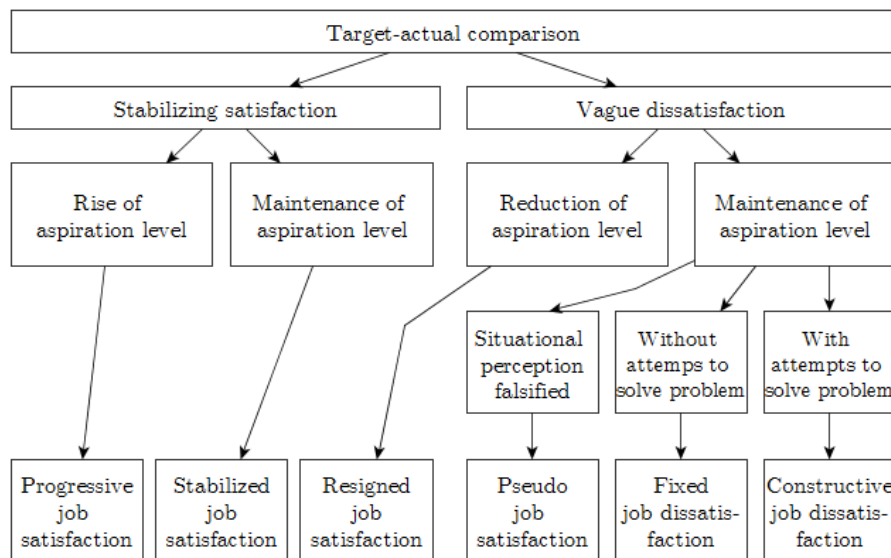 Target-actual comparison
Stabilizing satisfaction
Vague dissatisfaction
Rise of
aspiration level
Maintenance of
aspiration level
Reduction of
aspiration level
Maintenance of
aspiration level
Situational
perception
falsified
Without
attemps to
solve problem
With
attempts to
solve problem
Progressive
job
satisfaction
Stabilized
job
satisfaction
Resigned
job
satisfaction
Pseudo
job
satisfaction
Fixed
job dissatis-
faction
Constructive
job dissatis-
faction